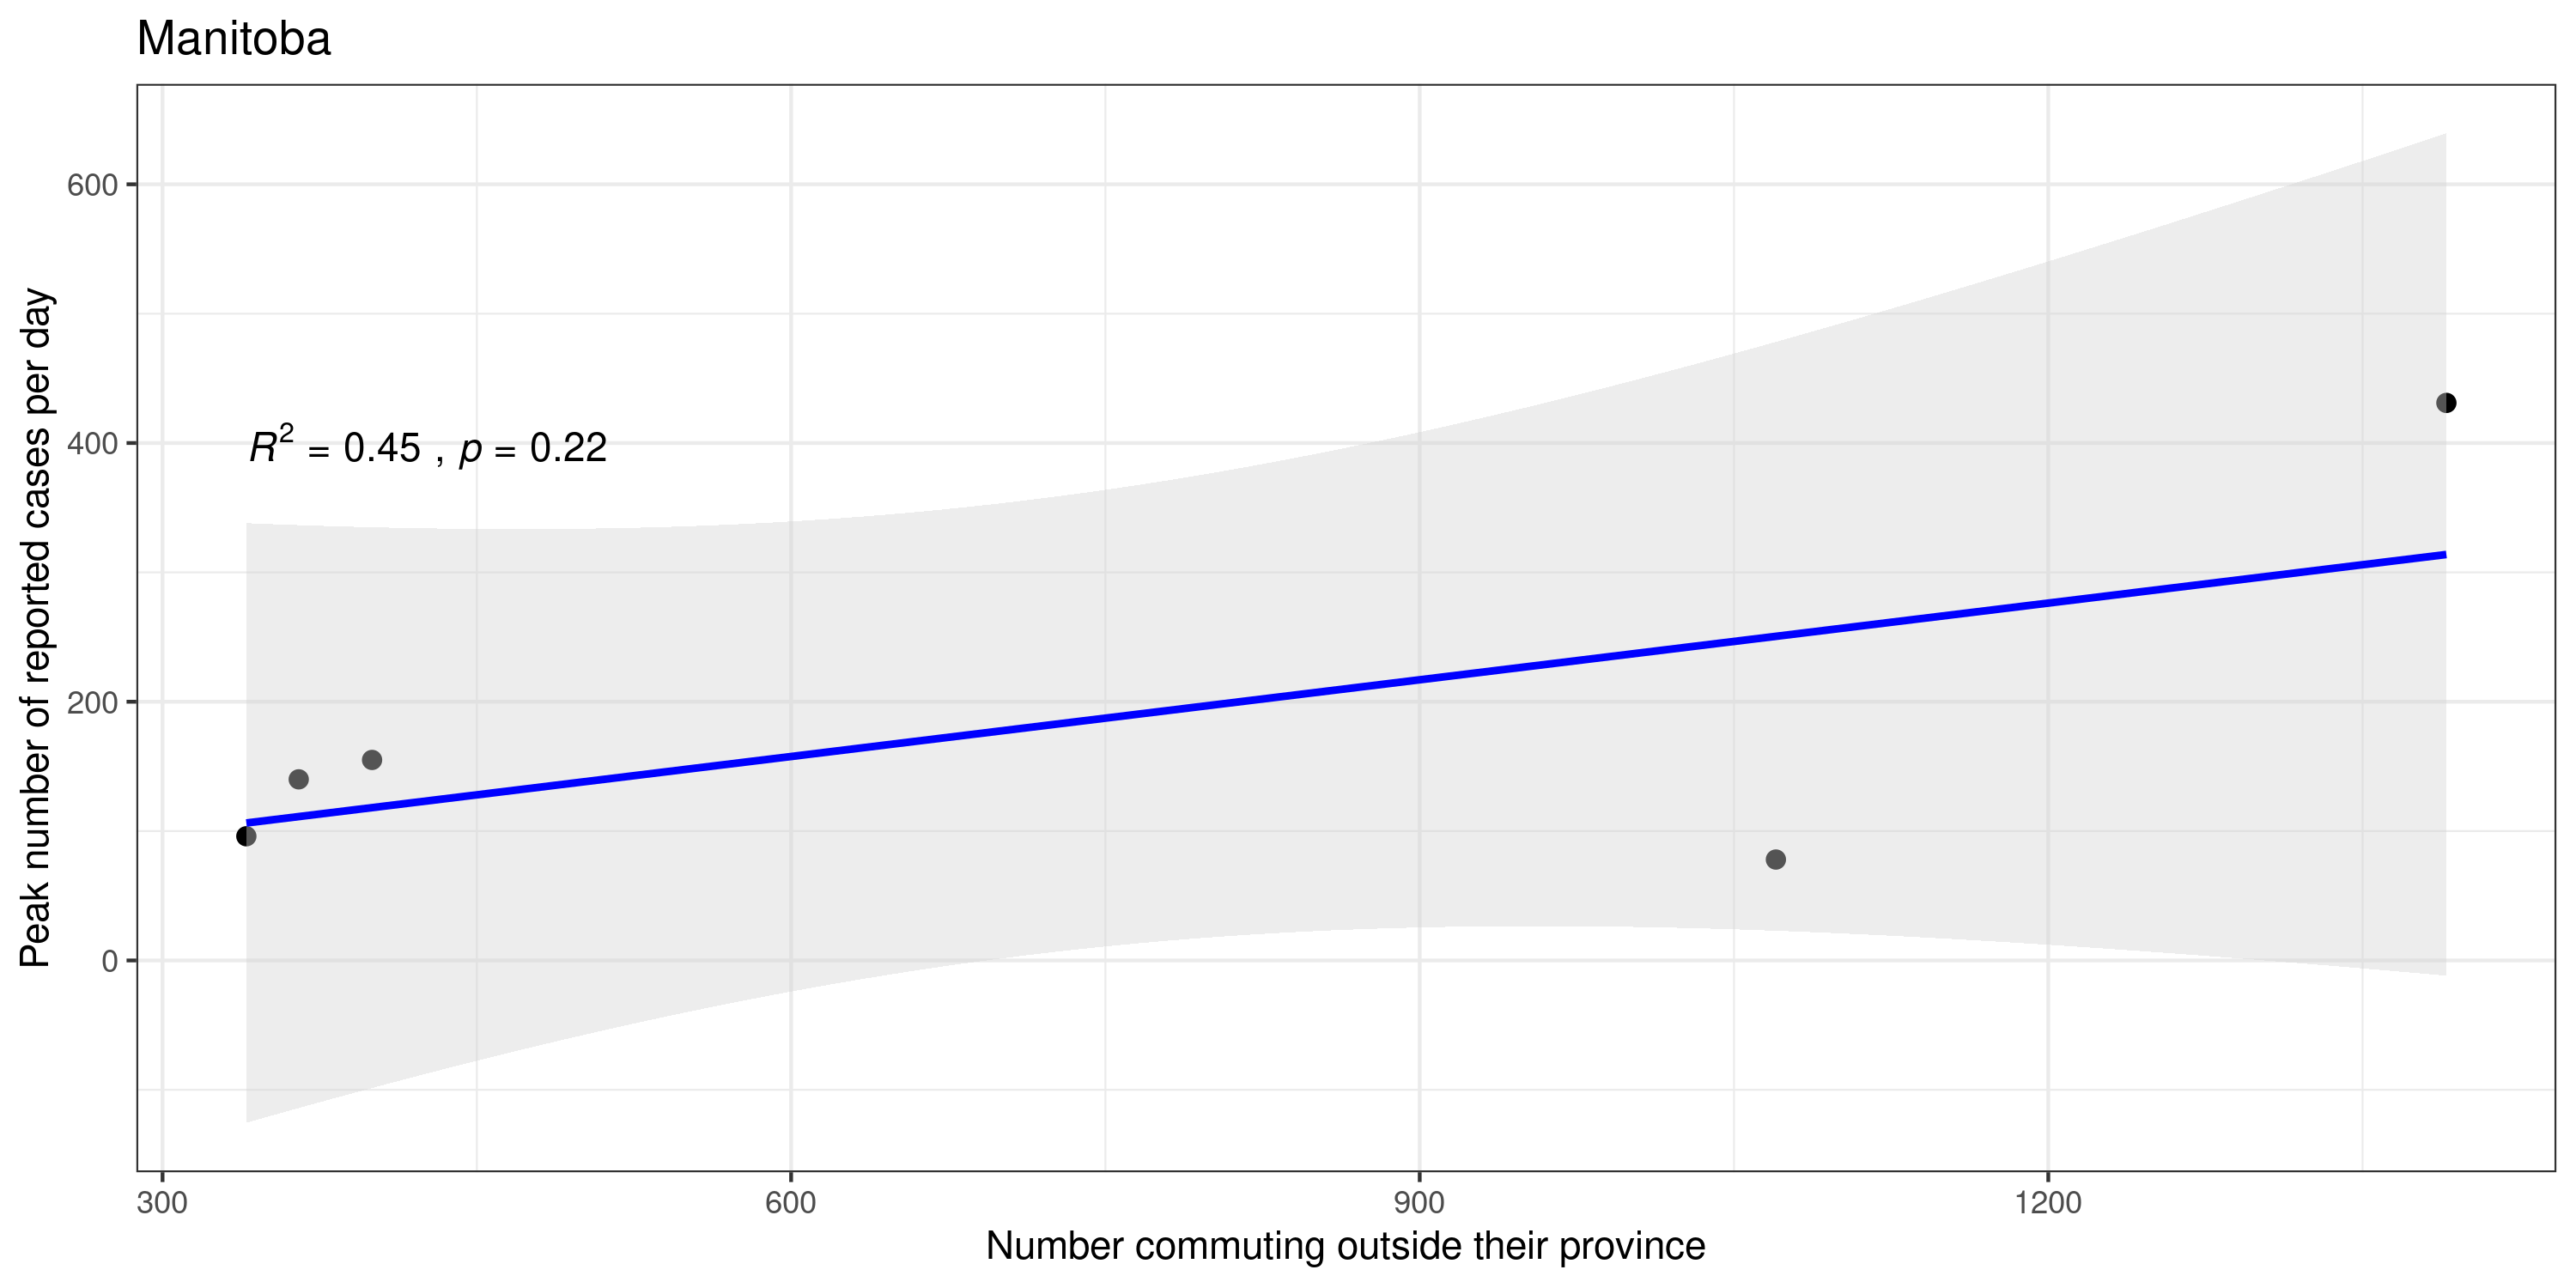 Manitoba
Peak number of reported cases per day
600
400
200
0
R² = 0.45 , p = 0.22
300
600
900
1200
Number commuting outside their province